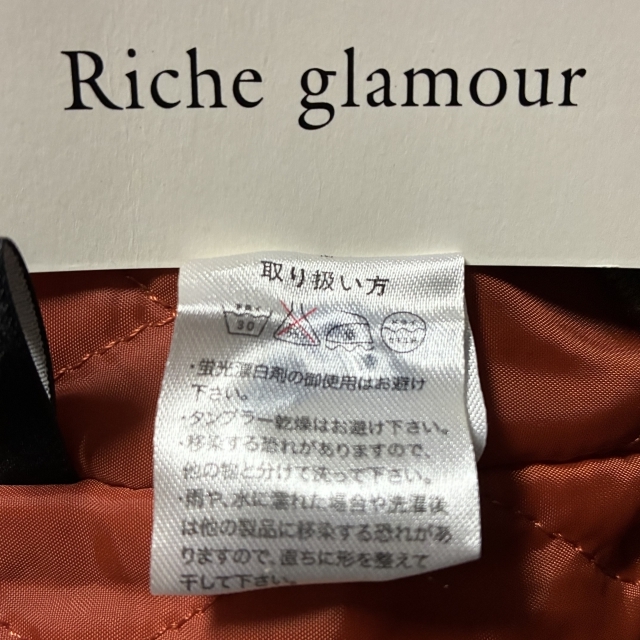 Riche glamour
取り扱い方
手洗イ
30
・蛍光漂白剤の御使用はお避け
下さい。
・タンブラー乾燥はお避け下さい。
・移染する恐れがありますので、
他の物と分けて洗って下さい。
・雨や、水に濡れた場合や洗濯後
は他の製品に移染する恐れがあ
りますので、直ちに形を整えて
干して下さい。